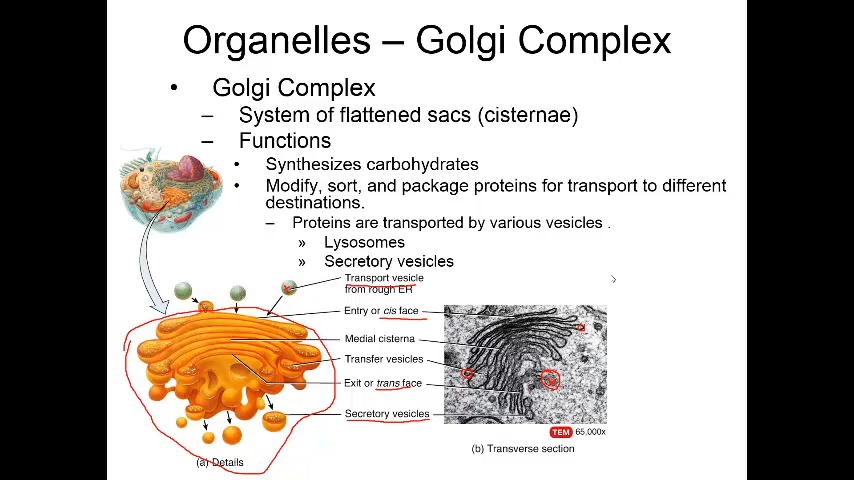 Organelles – Golgi Complex
• Golgi Complex
– System of flattened sacs (cisternae)
– Functions
• Synthesizes carbohydrates
• Modify, sort, and package proteins for transport to different
destinations.
– Proteins are transported by various vesicles .
» Lysosomes
» Secretory vesicles
Transport vesicle
from rough ER
Entry or cis face
Medial cisterna
Transfer vesicles
Exit or trans face
Secretory vesicles
TEM 65,000x
(a) Details
(b) Transverse section